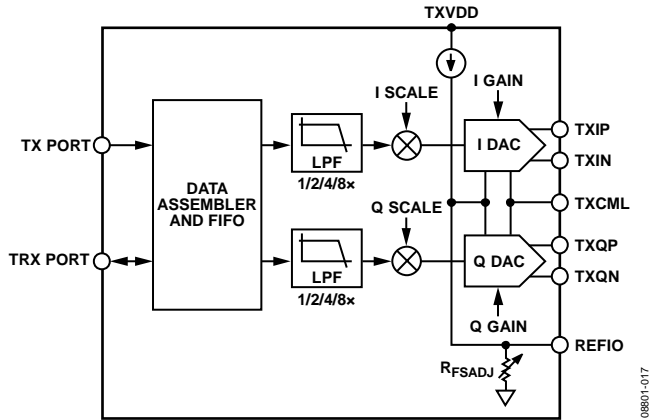 TXVDD
I GAIN
I SCALE
TX PORT
LPF
1/2/4/8×
I DAC
TXIP
TXIN
DATA
ASSEMBLER
AND FIFO
Q SCALE
TXCML
TRX PORT
LPF
1/2/4/8×
Q DAC
TXQP
TXQN
Q GAIN
REFIO
RFSADJ
08801-017